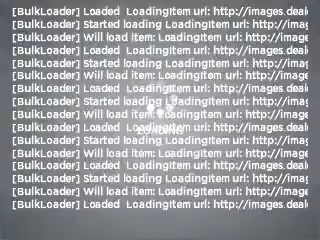 [BulkLoader] Loaded  LoadingItem url: http://images.deal
[BulkLoader] Started loading LoadingItem url: http://imag
[BulkLoader] Will load item: LoadingItem url: http://image
[BulkLoader] Loaded  LoadingItem url: http://images.deal
[BulkLoader] Started loading LoadingItem url: http://imag
[BulkLoader] Will load item: LoadingItem url: http://image
[BulkLoader] Loaded  LoadingItem url: http://images.deal
[BulkLoader] Started loading LoadingItem url: http://imag
[BulkLoader] Will load item: LoadingItem url: http://image
[BulkLoader] Loaded  LoadingItem url: http://images.deal
[BulkLoader] Started loading LoadingItem url: http://imag
[BulkLoader] Will load item: LoadingItem url: http://image
[BulkLoader] Loaded  LoadingItem url: http://images.deal
[BulkLoader] Started loading LoadingItem url: http://imag
[BulkLoader] Will load item: LoadingItem url: http://image
[BulkLoader] Loaded  LoadingItem url: http://images.deal